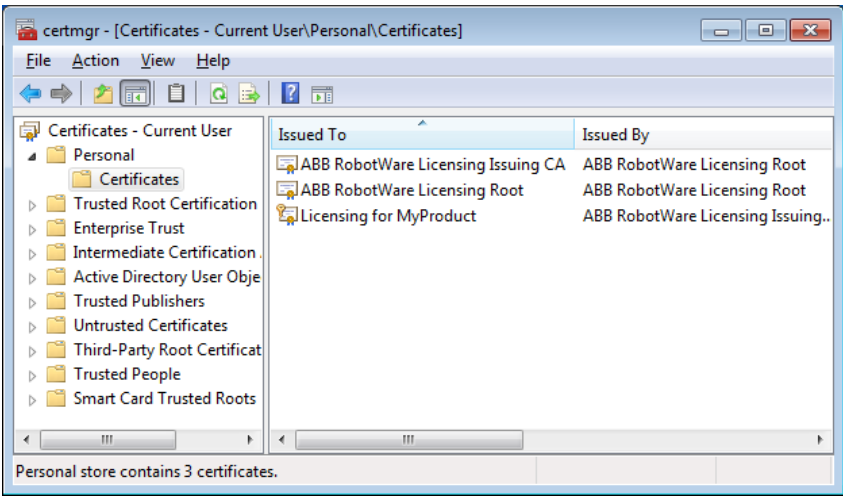 certmgr - [Certificates - Current User\Personal\Certificates]
File Action View Help
Certificates - Current User
Personal
Certificates
Trusted Root Certification
Enterprise Trust
Intermediate Certification .
Active Directory User Obje
Trusted Publishers
Untrusted Certificates
Third-Party Root Certificat
Trusted People
Smart Card Trusted Roots
Issued To Issued By
ABB RobotWare Licensing Issuing CA ABB RobotWare Licensing Root
ABB RobotWare Licensing Root ABB RobotWare Licensing Root
Licensing for MyProduct ABB RobotWare Licensing Issuing..
Personal store contains 3 certificates.